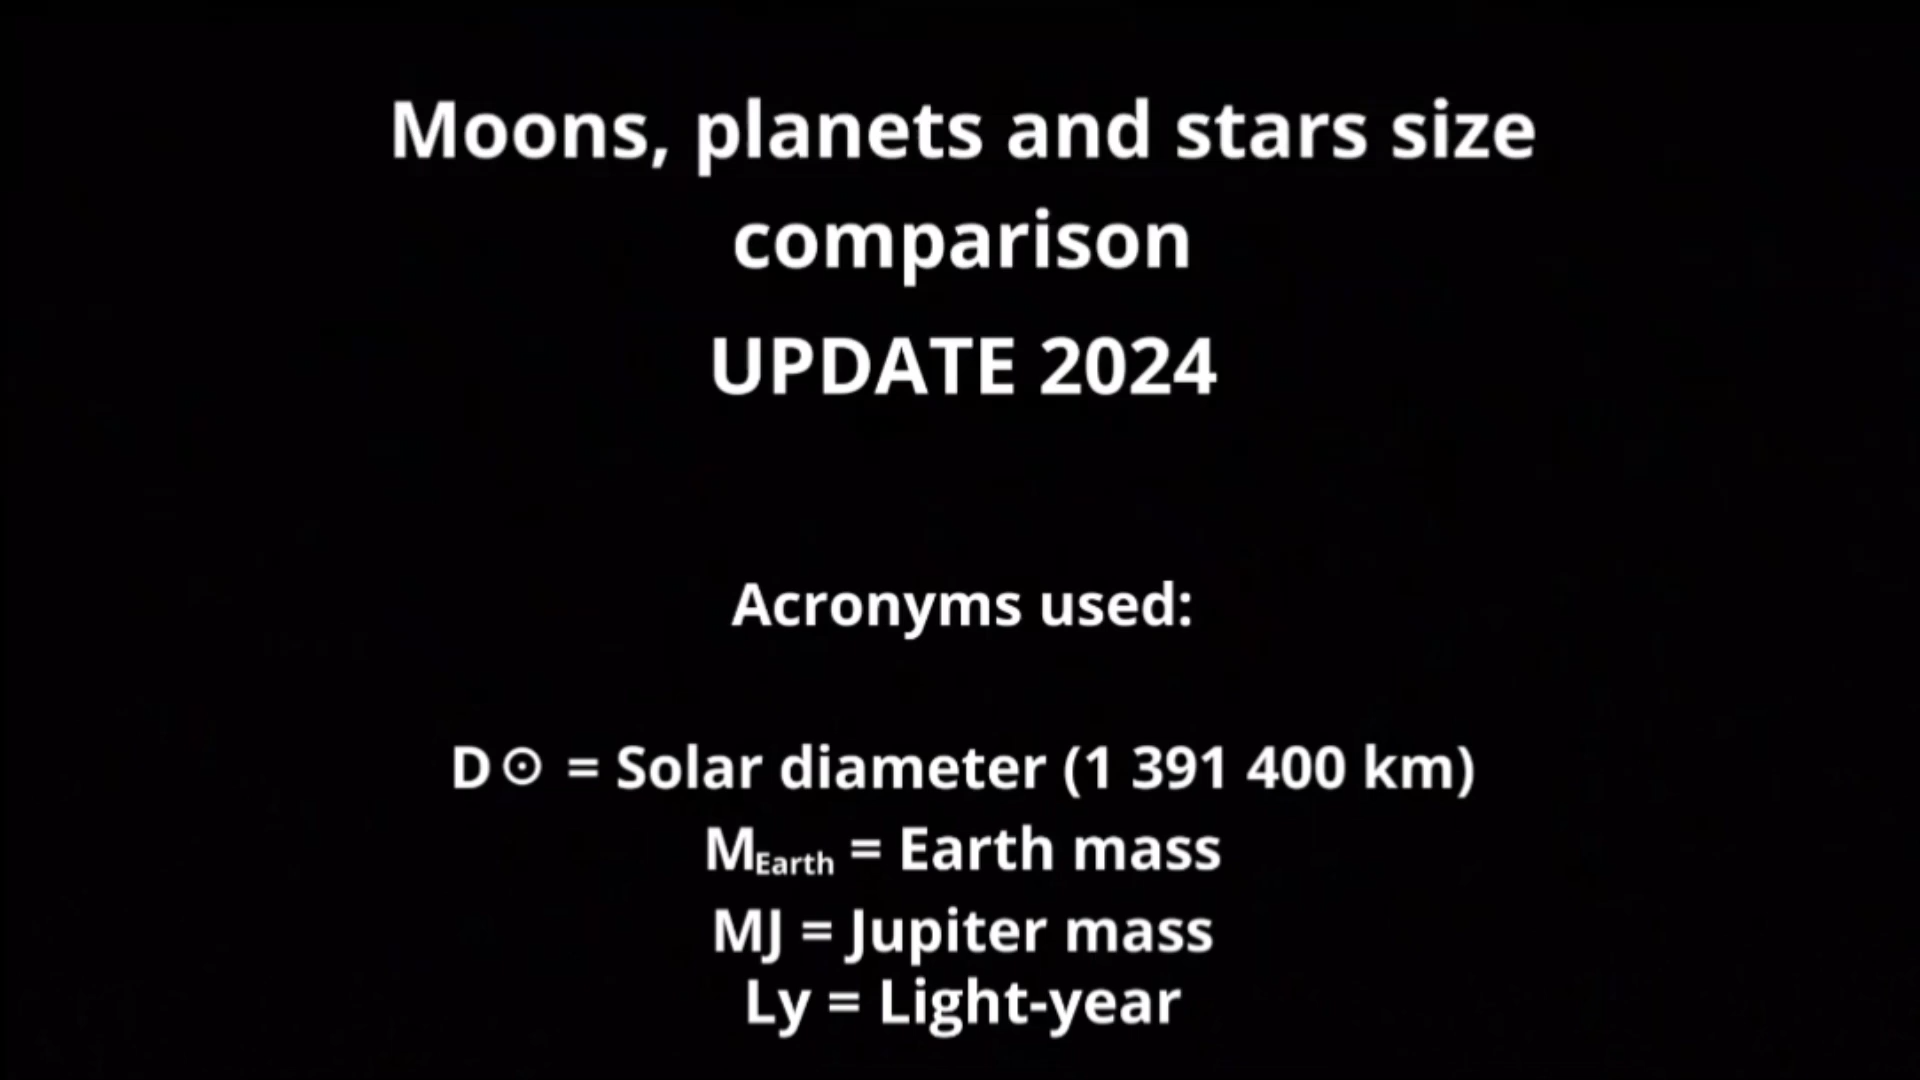 Moons, planets and stars size
comparison
UPDATE 2024
Acronyms used:
D☉ = Solar diameter (1 391 400 km)
MEarth = Earth mass
MJ = Jupiter mass
Ly = Light-year